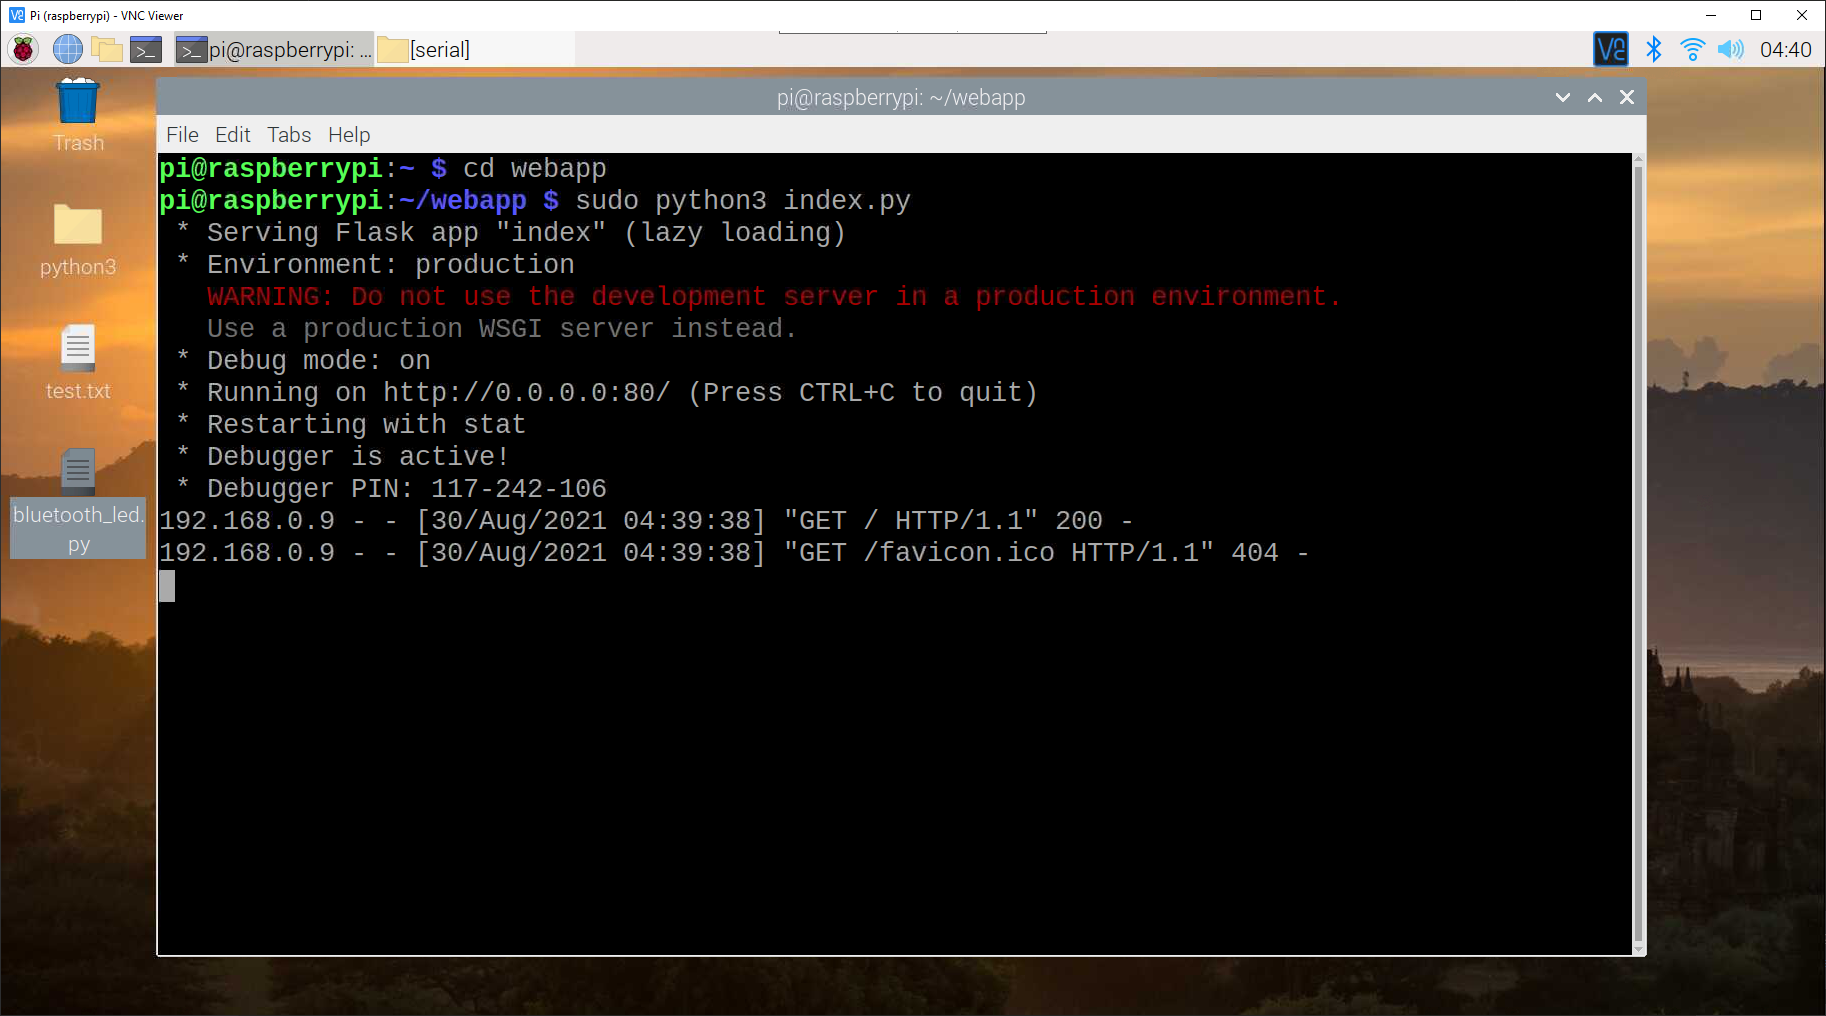 Pi (raspberrypi) - VNC Viewer
pi@raspberrypi: ...
[serial]
04:40
Trash
python3
test.txt
bluetooth_led.
py
pi@raspberrypi: ~/webapp
File Edit Tabs Help
pi@raspberrypi:~ $ cd webapp
pi@raspberrypi:~/webapp $ sudo python3 index.py
* Serving Flask app "index" (lazy loading)
* Environment: production
WARNING: Do not use the development server in a production environment.
Use a production WSGI server instead.
* Debug mode: on
* Running on http://0.0.0.0:80/ (Press CTRL+C to quit)
* Restarting with stat
* Debugger is active!
* Debugger PIN: 117-242-106
192.168.0.9 - - [30/Aug/2021 04:39:38] "GET / HTTP/1.1" 200 -
192.168.0.9 - - [30/Aug/2021 04:39:38] "GET /favicon.ico HTTP/1.1" 404 -